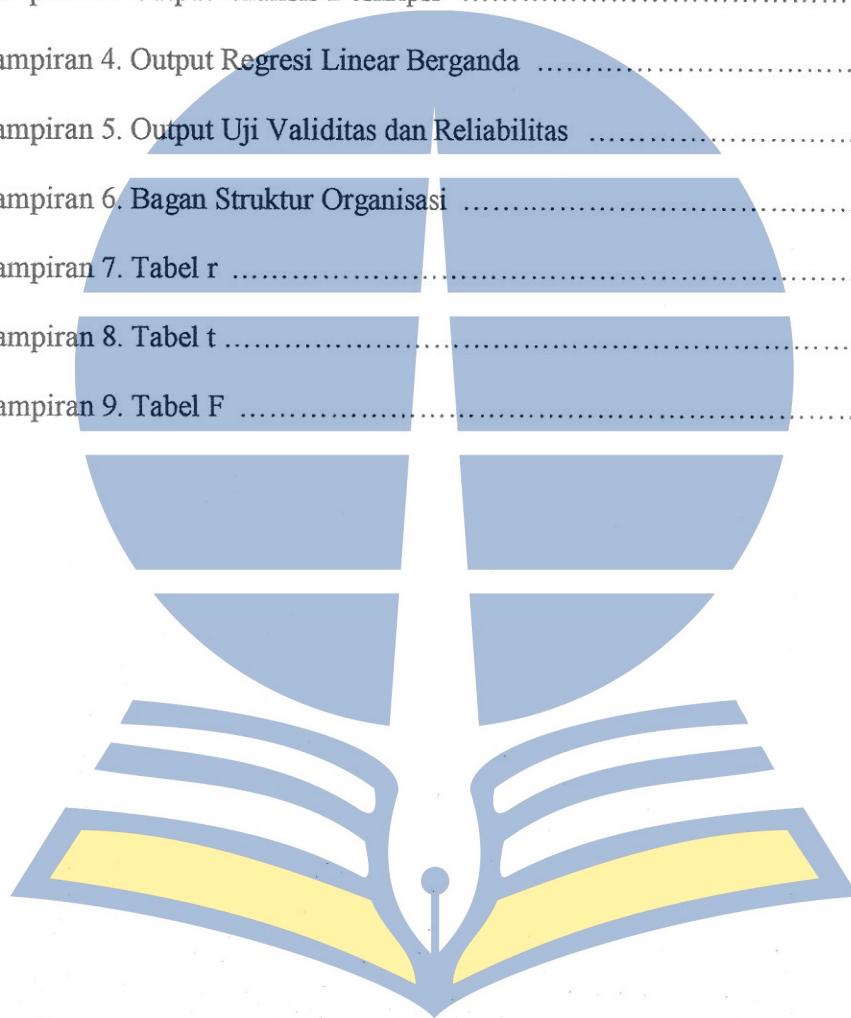 ampiran 4. Output Regresi Linear Berganda ..............................
ampiran 5. Output Uji Validitas dan Reliabilitas ..............................
ampiran 6. Bagan Struktur Organisasi ..............................
ampiran 7. Tabel r ..............................
ampiran 8. Tabel t ..............................
ampiran 9. Tabel F ..............................